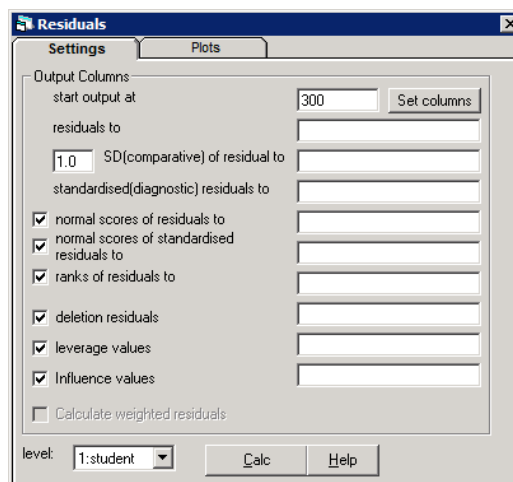 Residuals
Settings Plots
Output Columns
start output at 300 Set columns
residuals to
1.0 SD(comparative) of residual to
standardised(diagnostic) residuals to
normal scores of residuals to
normal scores of standardised
residuals to
ranks of residuals to
deletion residuals
leverage values
Influence values
Calculate weighted residuals
level: 1:student Calc Help